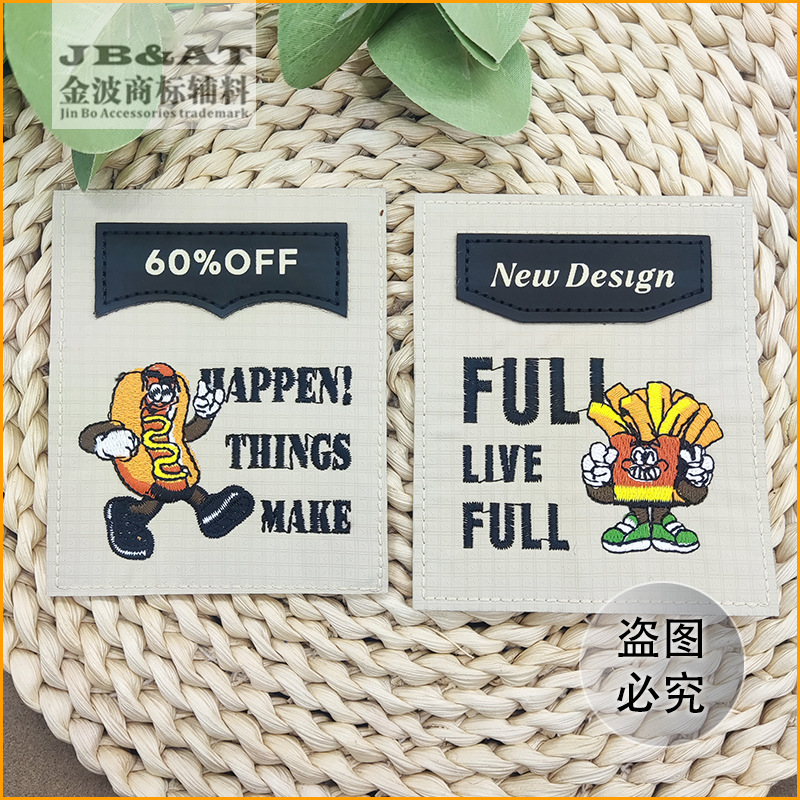 JB&AT
金波商标辅料
Jin Bo Accessories trademark
60%OFF
HAPPEN!
THINGS
MAKE
New Design
FULL
LIVE
FULL
盗图
必究